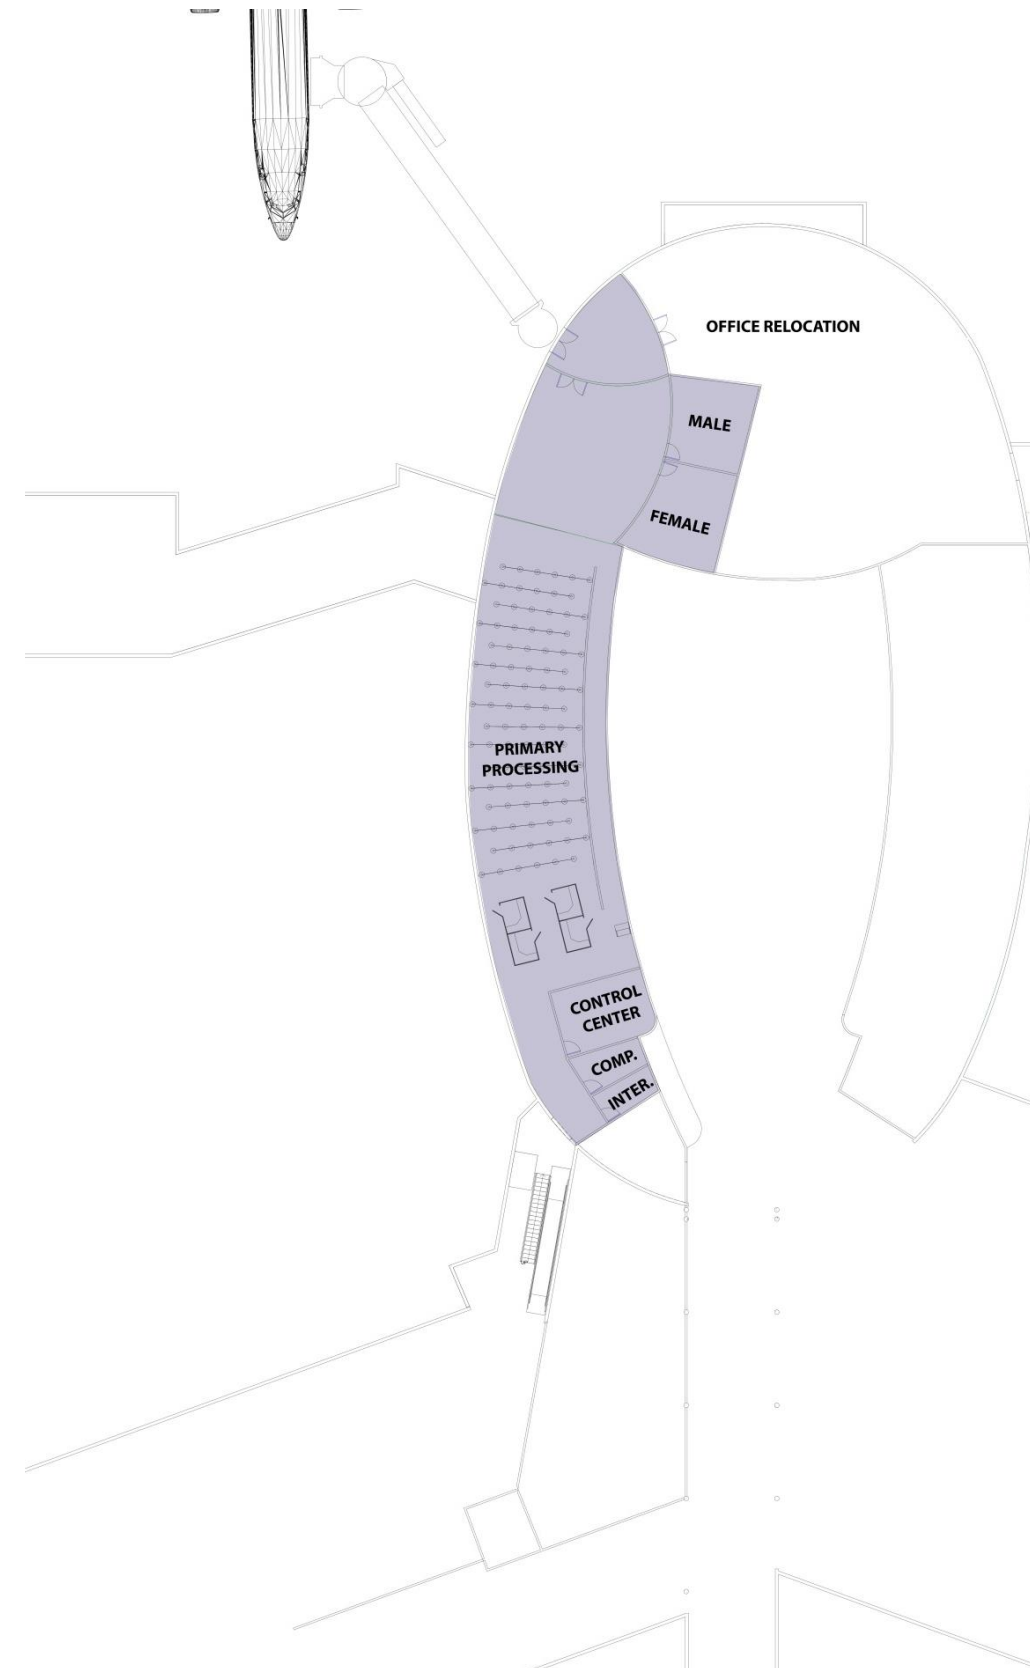 OFFICE RELOCATION
MALE
FEMALE
PRIMARY
PROCESSING
CONTROL
CENTER
COMP.
INTER.